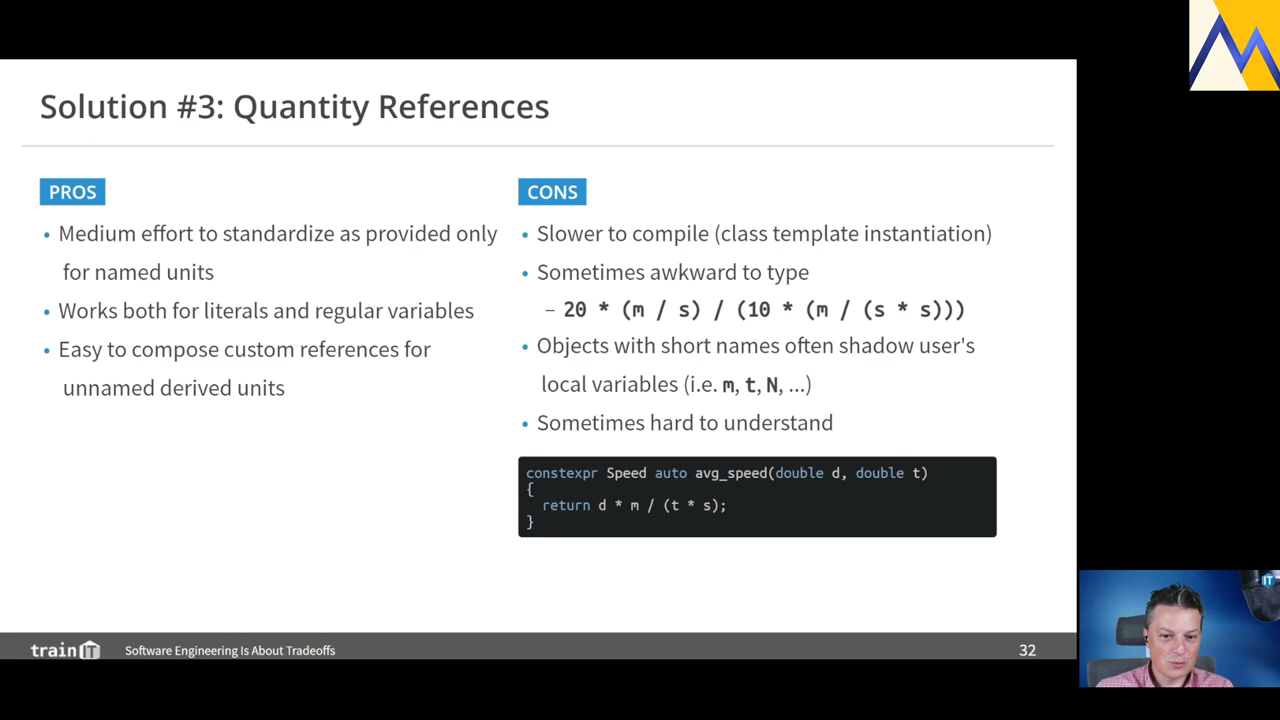 Solution #3: Quantity References
PROS
• Medium effort to standardize as provided only
for named units
• Works both for literals and regular variables
• Easy to compose custom references for
unnamed derived units
CONS
• Slower to compile (class template instantiation)
• Sometimes awkward to type
– 20 * (m / s) / (10 * (m / (s * s)))
• Objects with short names often shadow user's
local variables (i.e. m, t, N, ...)
• Sometimes hard to understand
constexpr Speed auto avg_speed(double d, double t)
{
  return d * m / (t * s);
}
train IT
Software Engineering Is About Tradeoffs
32
IT